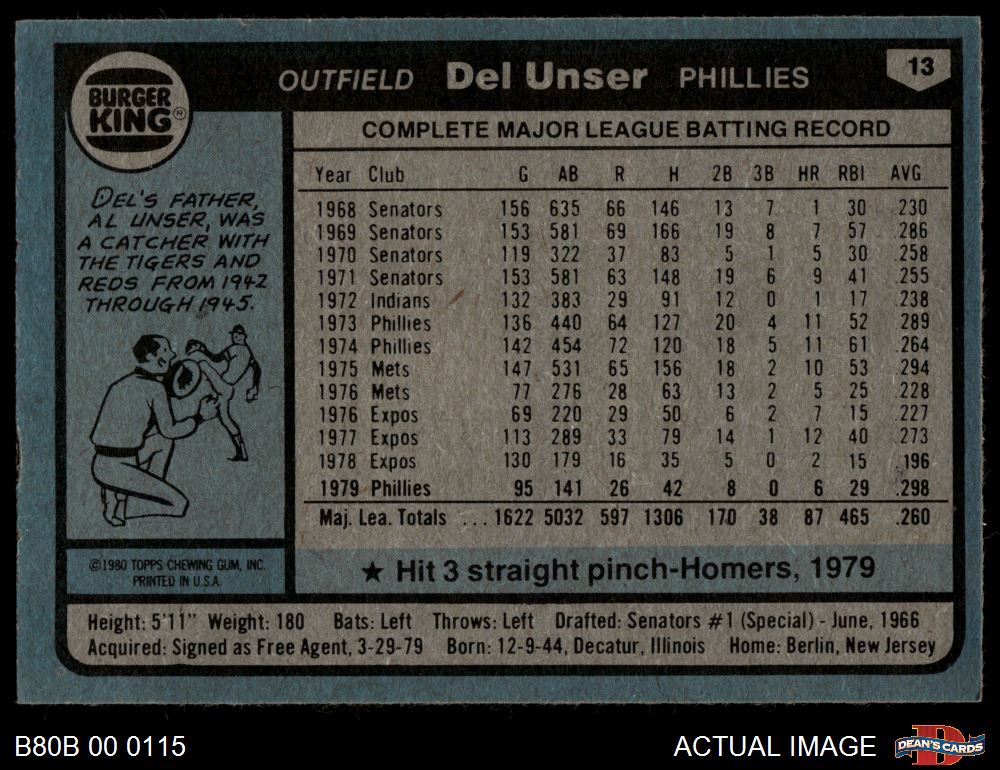 BURGER KING®
OUTFIELD Del Unser PHILLIES 13
COMPLETE MAJOR LEAGUE BATTING RECORD
Year Club G AB R H 2B 3B HR RBI AVG.
1968 Senators 156 635 66 146 13 7 1 30 .230
1969 Senators 153 581 69 166 19 8 7 57 .286
1970 Senators 119 322 37 83 5 1 5 30 .258
1971 Senators 153 581 63 148 19 6 9 41 .255
1972 Indians 132 383 29 91 12 0 1 17 .238
1973 Phillies 136 440 64 127 20 4 11 52 .289
1974 Phillies 142 454 72 120 18 5 11 61 .264
1975 Mets 147 531 65 156 18 2 10 53 .294
1976 Mets 77 276 28 63 13 2 5 25 .228
1976 Expos 69 220 29 50 6 2 7 15 .227
1977 Expos 113 289 33 79 14 1 12 40 .273
1978 Expos 130 179 16 35 5 0 2 15 .196
1979 Phillies 95 141 26 42 8 0 6 29 .298
Maj. Lea. Totals ... 1622 5032 597 1306 170 38 87 465 .260
★ Hit 3 straight pinch-Homers, 1979
DEL'S FATHER,
AL UNSER, WAS
A CATCHER WITH
THE TIGERS AND
REDS FROM 1942
THROUGH 1945.
©1980 TOPPS CHEWING GUM, INC.
PRINTED IN U.S.A.
Height: 5'11" Weight: 180 Bats: Left Throws: Left Drafted: Senators #1 (Special) - June, 1966
Acquired: Signed as Free Agent, 3-29-79 Born: 12-9-44, Decatur, Illinois Home: Berlin, New Jersey
B80B 00 0115 ACTUAL IMAGE DEAN'S CARDS